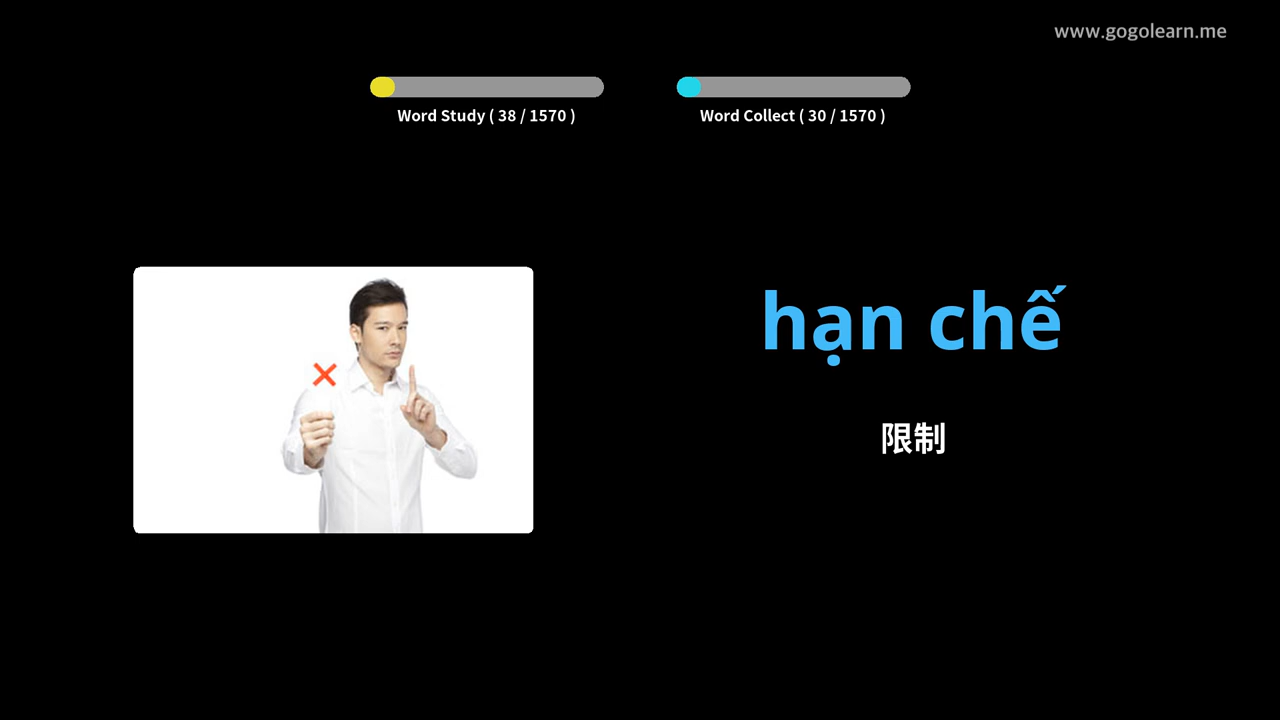 www.gogolearn.me
Word Study ( 38 / 1570 )
Word Collect ( 30 / 1570 )
hạn chế
限制